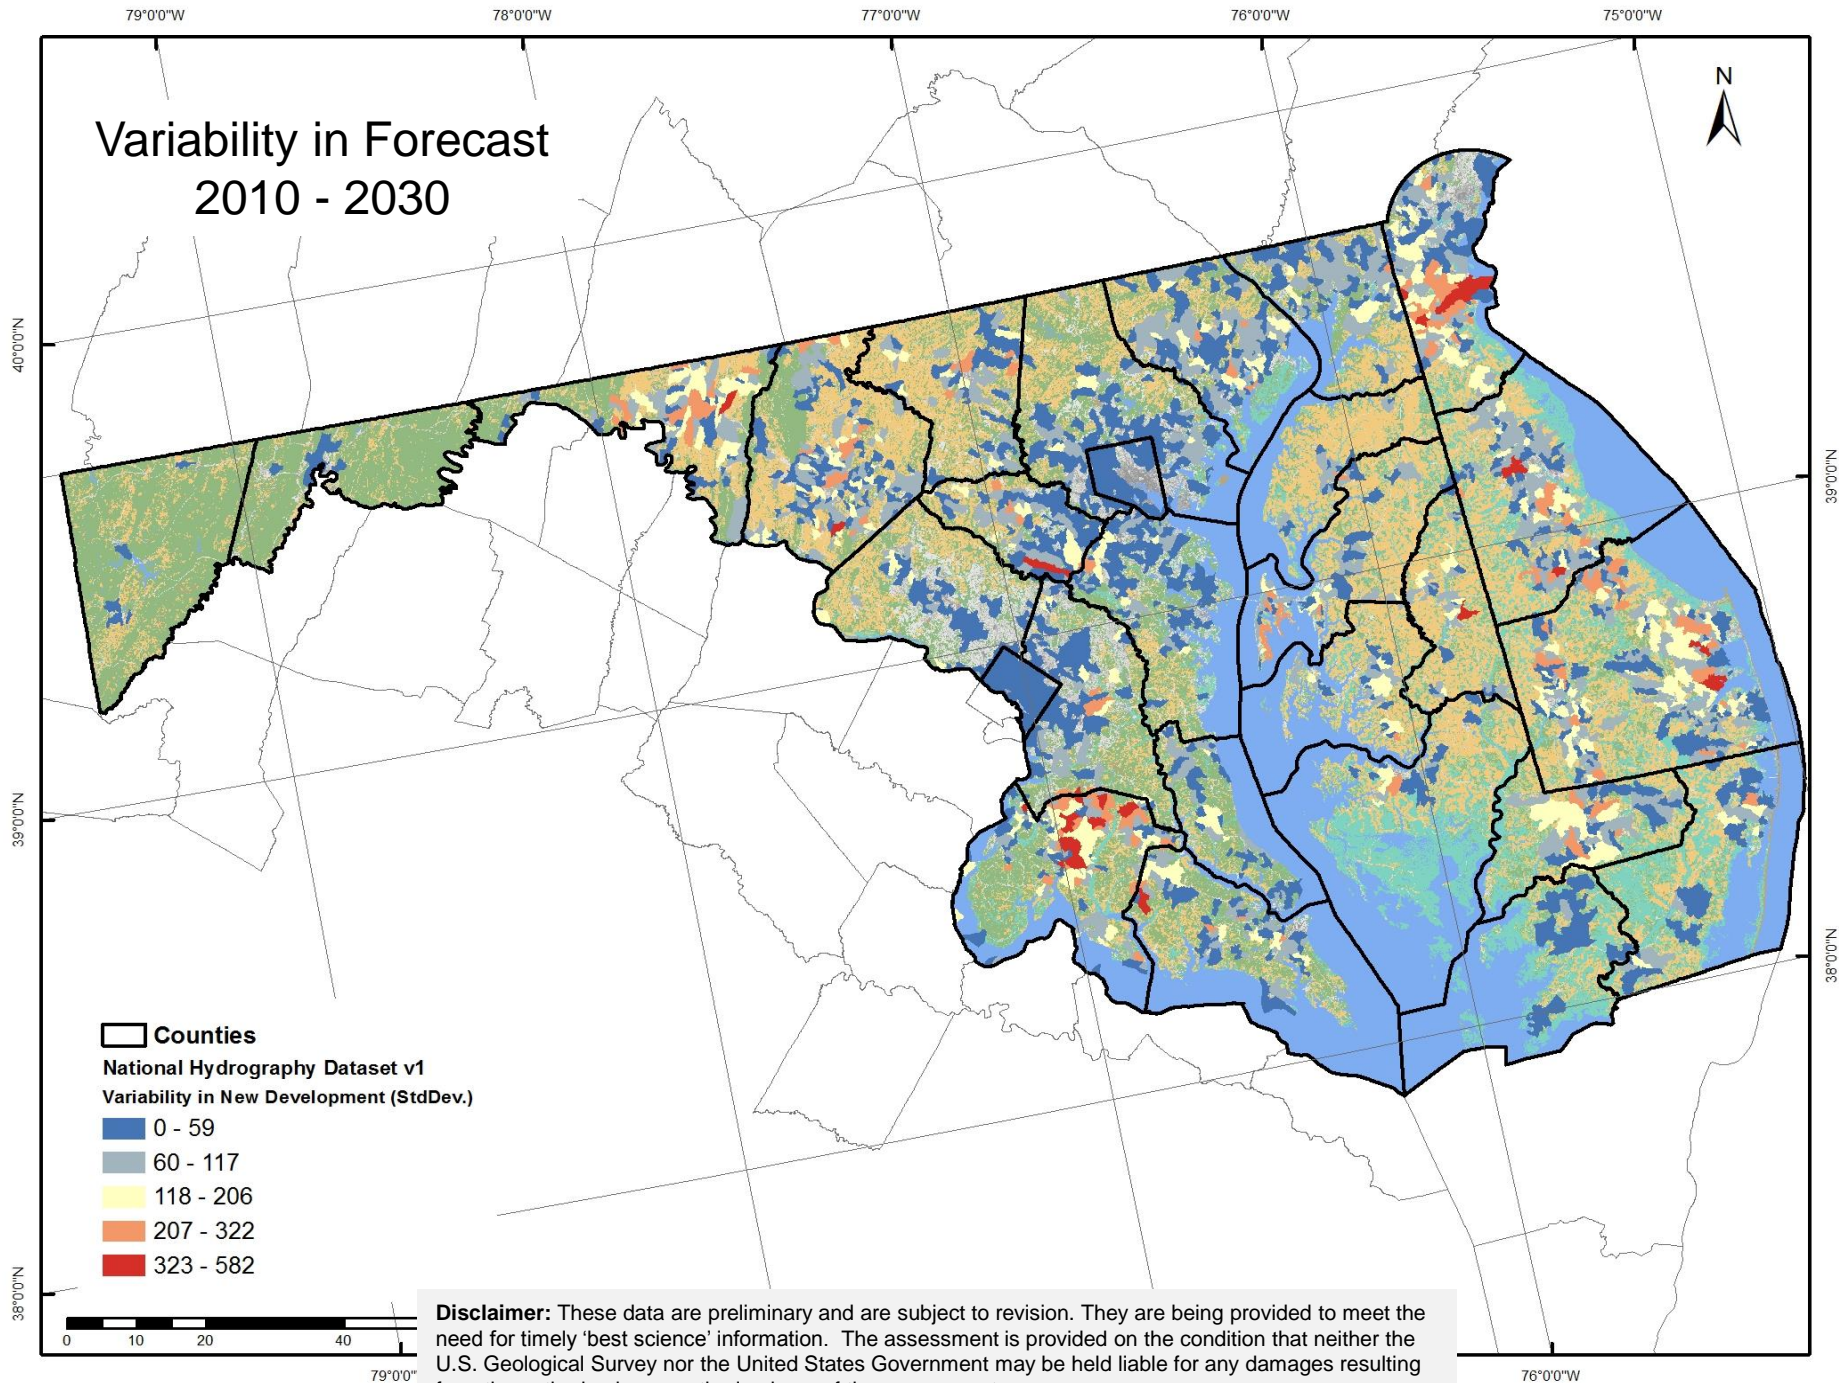 79°0'0"W 78°0'0"W 77°0'0"W 76°0'0"W 75°0'0"W
N
Variability in Forecast
2010 - 2030
40°0'0"N
39°0'0"N
39°0'0"N
38°0'0"N
38°0'0"N
Counties
National Hydrography Dataset v1
Variability in New Development (StdDev.)
0 - 59
60 - 117
118 - 206
207 - 322
323 - 582
0 10 20 40
Disclaimer: These data are preliminary and are subject to revision. They are being provided to meet the
need for timely ‘best science’ information. The assessment is provided on the condition that neither the
U.S. Geological Survey nor the United States Government may be held liable for any damages resulting
79°0'0" 76°0'0"W